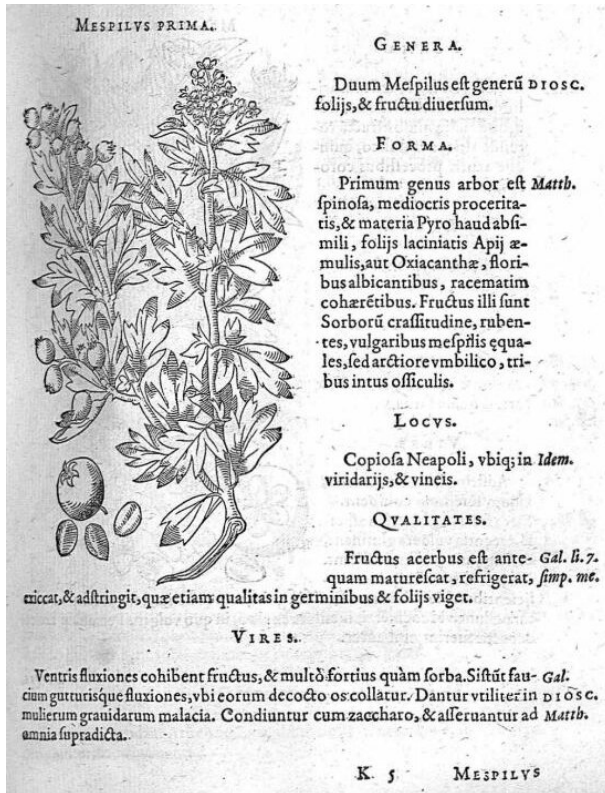 MESPILVS PRIMA.
GENERA.
Duum Meſpilus eſt generũ DIOSC.
folijs, & fructu diuerſum.
FORMA.
Primum genus arbor eſt Matth.
ſpinoſa, mediocris procerita-
tis, & materia Pyro haud abſi-
mili, folijs laciniatis Apij æ-
mulis, aut Oxiacanthæ, flori-
bus albicantibus, racematim
cohærẽtibus. Fructus illi ſunt
Sorborũ craſſitudine, ruben-
tes, vulgaribus meſpilis ęqua-
les, ſed arctiore vmbilico, tri-
bus intus oſſiculis.
LOCVS.
Copioſa Neapoli, vbiq; in Idem.
viridarijs, & vineis.
QVALITATES.
Fructus acerbus eſt ante- Gal. li. 7.
quam matureſcat, refrigerat, ſimp. me.
exiccat, & adſtringit, quæ etiam qualitas in germinibus & folijs viget.
VIRES.
Ventris fluxiones cohibent fructus, & multò fortius quàm ſorba. Siſtũt fau- Gal.
cium gutturiſque fluxiones, vbi eorum decocto os collatur. Dantur vtiliter in DIOSC.
mulierum grauidarum malacia. Condiuntur cum zaccharo, & aſſeruantur ad Matth.
omnia ſupradicta.
K 5 MESPILVS